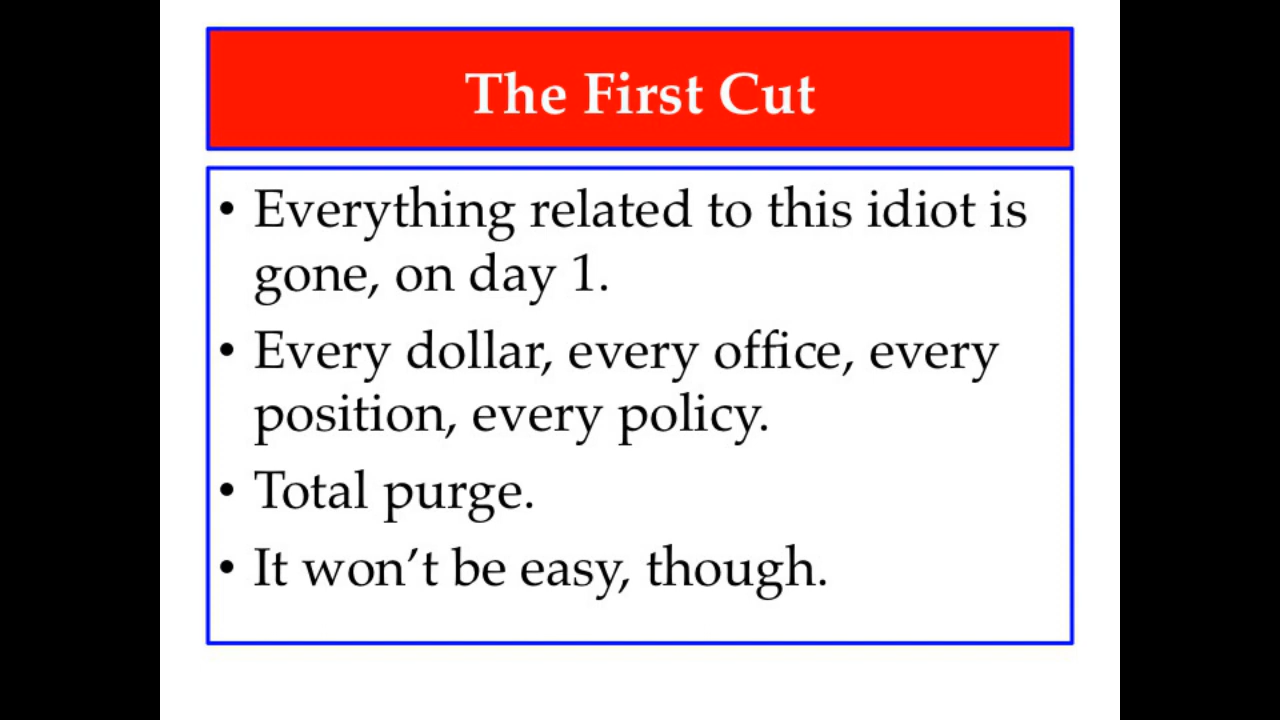 The First Cut
• Everything related to this idiot is
gone, on day 1.
• Every dollar, every office, every
position, every policy.
• Total purge.
• It won’t be easy, though.